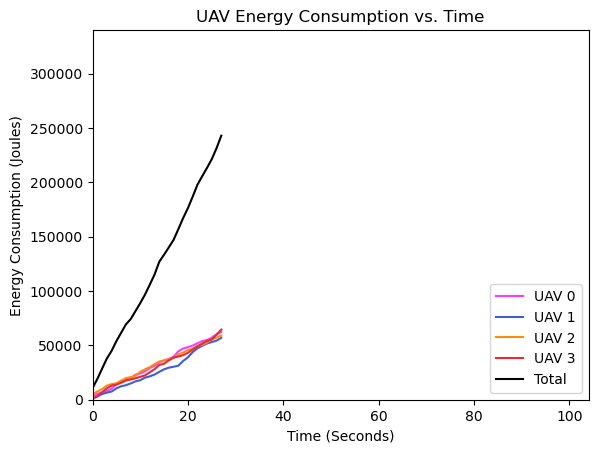 UAV Energy Consumption vs. Time
Energy Consumption (Joules)
300000
250000
200000
150000
100000
50000
0
0 20 40 60 80 100
Time (Seconds)
UAV 0
UAV 1
UAV 2
UAV 3
Total